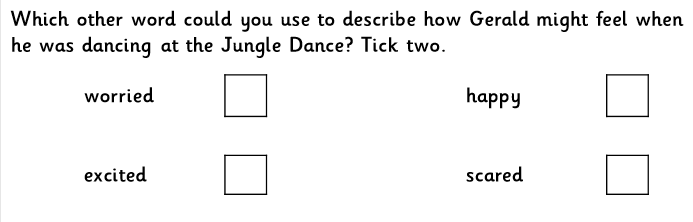 Which other word could you use to describe how Gerald might feel when
he was dancing at the Jungle Dance? Tick two.
worried
happy
excited
scared